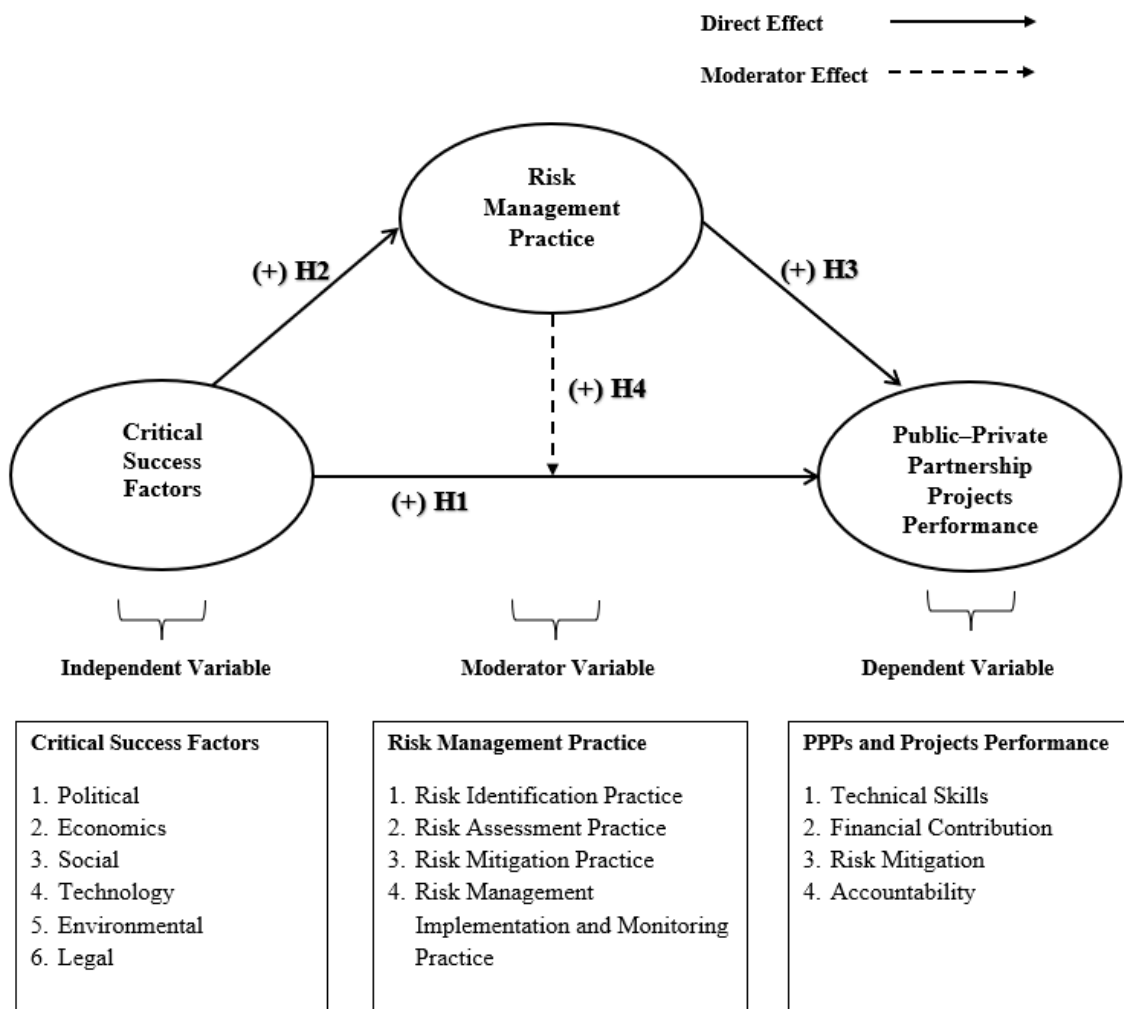 Direct Effect
Moderator Effect
Risk
Management
Practice
(+) H2
(+) H3
(+) H4
Critical
Success
Factors
Public–Private
Partnership
Projects
Performance
(+) H1
Independent Variable
Moderator Variable
Dependent Variable
Critical Success Factors
1. Political
2. Economics
3. Social
4. Technology
5. Environmental
6. Legal
Risk Management Practice
1. Risk Identification Practice
2. Risk Assessment Practice
3. Risk Mitigation Practice
4. Risk Management
Implementation and Monitoring
Practice
PPPs and Projects Performance
1. Technical Skills
2. Financial Contribution
3. Risk Mitigation
4. Accountability